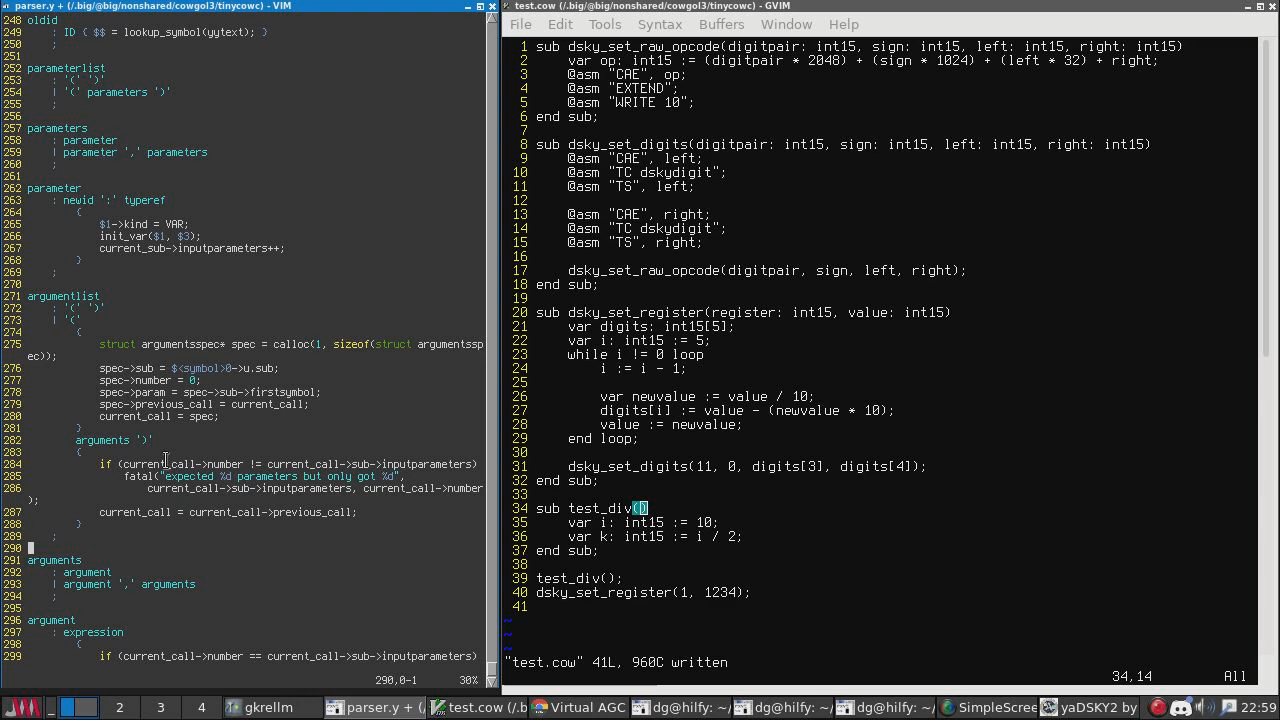 parser.y + (/.big/@big/nonshared/cowgol3/tinycowc) - VIM
248 oldid
249     : ID { $$ = lookup_symbol(yytext); }
250     ;
251
252 parameterlist
253     : '(' ')'
254     | '(' parameters ')'
255     ;
256
257 parameters
258     : parameter
259     | parameter ',' parameters
260     ;
261
262 parameter
263     : newid ':' typeref
264         {
265             $1->kind = VAR;
266             init_var($1, $3);
267             current_sub->inputparameters++;
268         }
269     ;
270
271 argumentlist
272     : '(' ')'
273     | '('
274         {
275             struct argumentsspec* spec = calloc(1, sizeof(struct argumentssp
ec));
276             spec->sub = $<symbol>0->u.sub;
277             spec->number = 0;
278             spec->param = spec->sub->firstsymbol;
279             spec->previous_call = current_call;
280             current_call = spec;
281         }
282         arguments ')'
283         {
284             if (current_call->number != current_call->sub->inputparameters)
285                 fatal("expected %d parameters but only got %d",
286                     current_call->sub->inputparameters, current_call->number
);
287             current_call = current_call->previous_call;
288         }
289     ;
290
291 arguments
292     : argument
293     | argument ',' arguments
294     ;
295
296 argument
297     : expression
298         {
299             if (current_call->number == current_call->sub->inputparameters)
290,0-1 30%
test.cow (/.big/@big/nonshared/cowgol3/tinycowc) - GVIM
File Edit Tools Syntax Buffers Window Help
1 sub dsky_set_raw_opcode(digitpair: int15, sign: int15, left: int15, right: int15)
2     var op: int15 := (digitpair * 2048) + (sign * 1024) + (left * 32) + right;
3     @asm "CAE", op;
4     @asm "EXTEND";
5     @asm "WRITE 10";
6 end sub;
7
8 sub dsky_set_digits(digitpair: int15, sign: int15, left: int15, right: int15)
9     @asm "CAE", left;
10     @asm "TC dskydigit";
11     @asm "TS", left;
12
13     @asm "CAE", right;
14     @asm "TC dskydigit";
15     @asm "TS", right;
16
17     dsky_set_raw_opcode(digitpair, sign, left, right);
18 end sub;
19
20 sub dsky_set_register(register: int15, value: int15)
21     var digits: int15[5];
22     var i: int15 := 5;
23     while i != 0 loop
24         i := i - 1;
25
26         var newvalue := value / 10;
27         digits[i] := value - (newvalue * 10);
28         value := newvalue;
29     end loop;
30
31     dsky_set_digits(11, 0, digits[3], digits[4]);
32 end sub;
33
34 sub test_div()
35     var i: int15 := 10;
36     var k: int15 := i / 2;
37 end sub;
38
39 test_div();
40 dsky_set_register(1, 1234);
41
~
~
~
"test.cow" 41L, 960C written
34,14 All
2 3 4 gkrellm parser.y + (/. test.cow (/.b Virtual AGC dg@hilfy: ~/ dg@hilfy: ~/ dg@hilfy: ~/ SimpleScree yaDSKY2 by 22:59